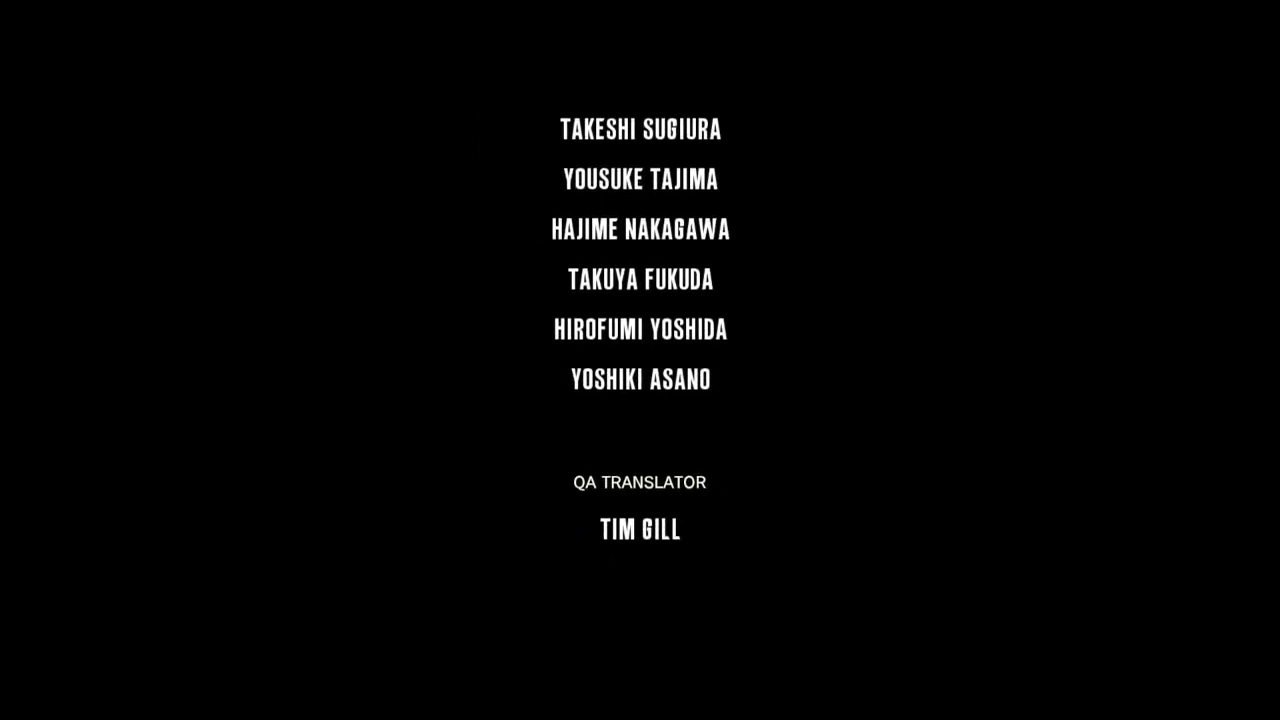 TAKESHI SUGIURA
YOUSUKE TAJIMA
HAJIME NAKAGAWA
TAKUYA FUKUDA
HIROFUMI YOSHIDA
YOSHIKI ASANO
QA TRANSLATOR
TIM GILL